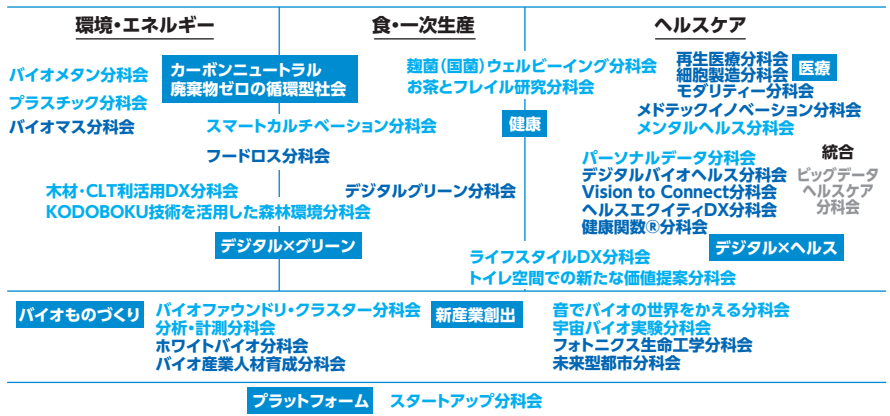 環境・エネルギー
食・一次生産
ヘルスケア
バイオメタン分科会
プラスチック分科会
バイオマス分科会
カーボンニュートラル
廃棄物ゼロの循環型社会
麹菌（国菌）ウェルビーイング分科会
お茶とフレイル研究分科会
再生医療分科会
細胞製造分科会
モダリティー分科会
医療
メドテックイノベーション分科会
メンタルヘルス分科会
スマートカルチベーション分科会
健康
フードロス分科会
パーソナルデータ分科会
デジタルバイオヘルス分科会
Vision to Connect分科会
ヘルスエクイティDX分科会
健康関数®分科会
統合
ビッグデータ
ヘルスケア
分科会
木材・CLT利活用DX分科会
KODOBOKU技術を活用した森林環境分科会
デジタルグリーン分科会
デジタル×グリーン
デジタル×ヘルス
ライフスタイルDX分科会
トイレ空間での新たな価値提案分科会
バイオものづくり
バイオファウンドリ・クラスター分科会
分析・計測分科会
ホワイトバイオ分科会
バイオ産業人材育成分科会
新産業創出
音でバイオの世界をかえる分科会
宇宙バイオ実験分科会
フォトニクス生命工学分科会
未来型都市分科会
プラットフォーム
スタートアップ分科会